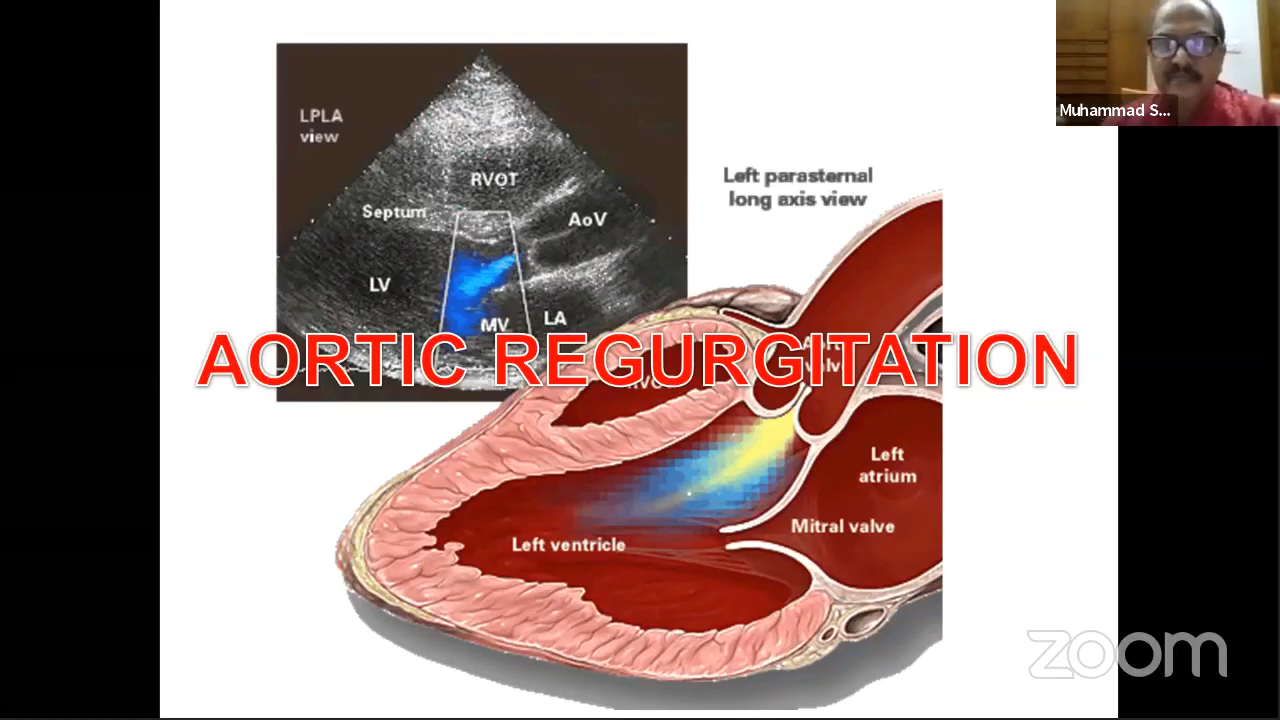 Muhammad S...
LPLA
view
RVOT
Septum
AoV
LV
MV
LA
Left parasternal
long axis view
AORTIC REGURGITATION
Left
atrium
Mitral valve
Left ventricle
zoom